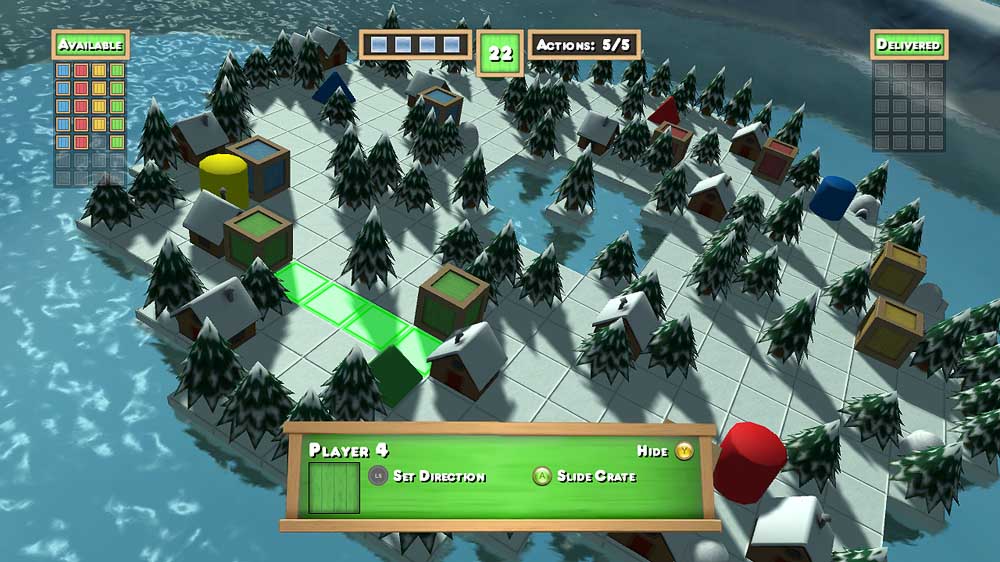 Available
22
Actions: 5/5
Delivered
Player 4
Hide Y
LS Set Direction
A Slide Crate